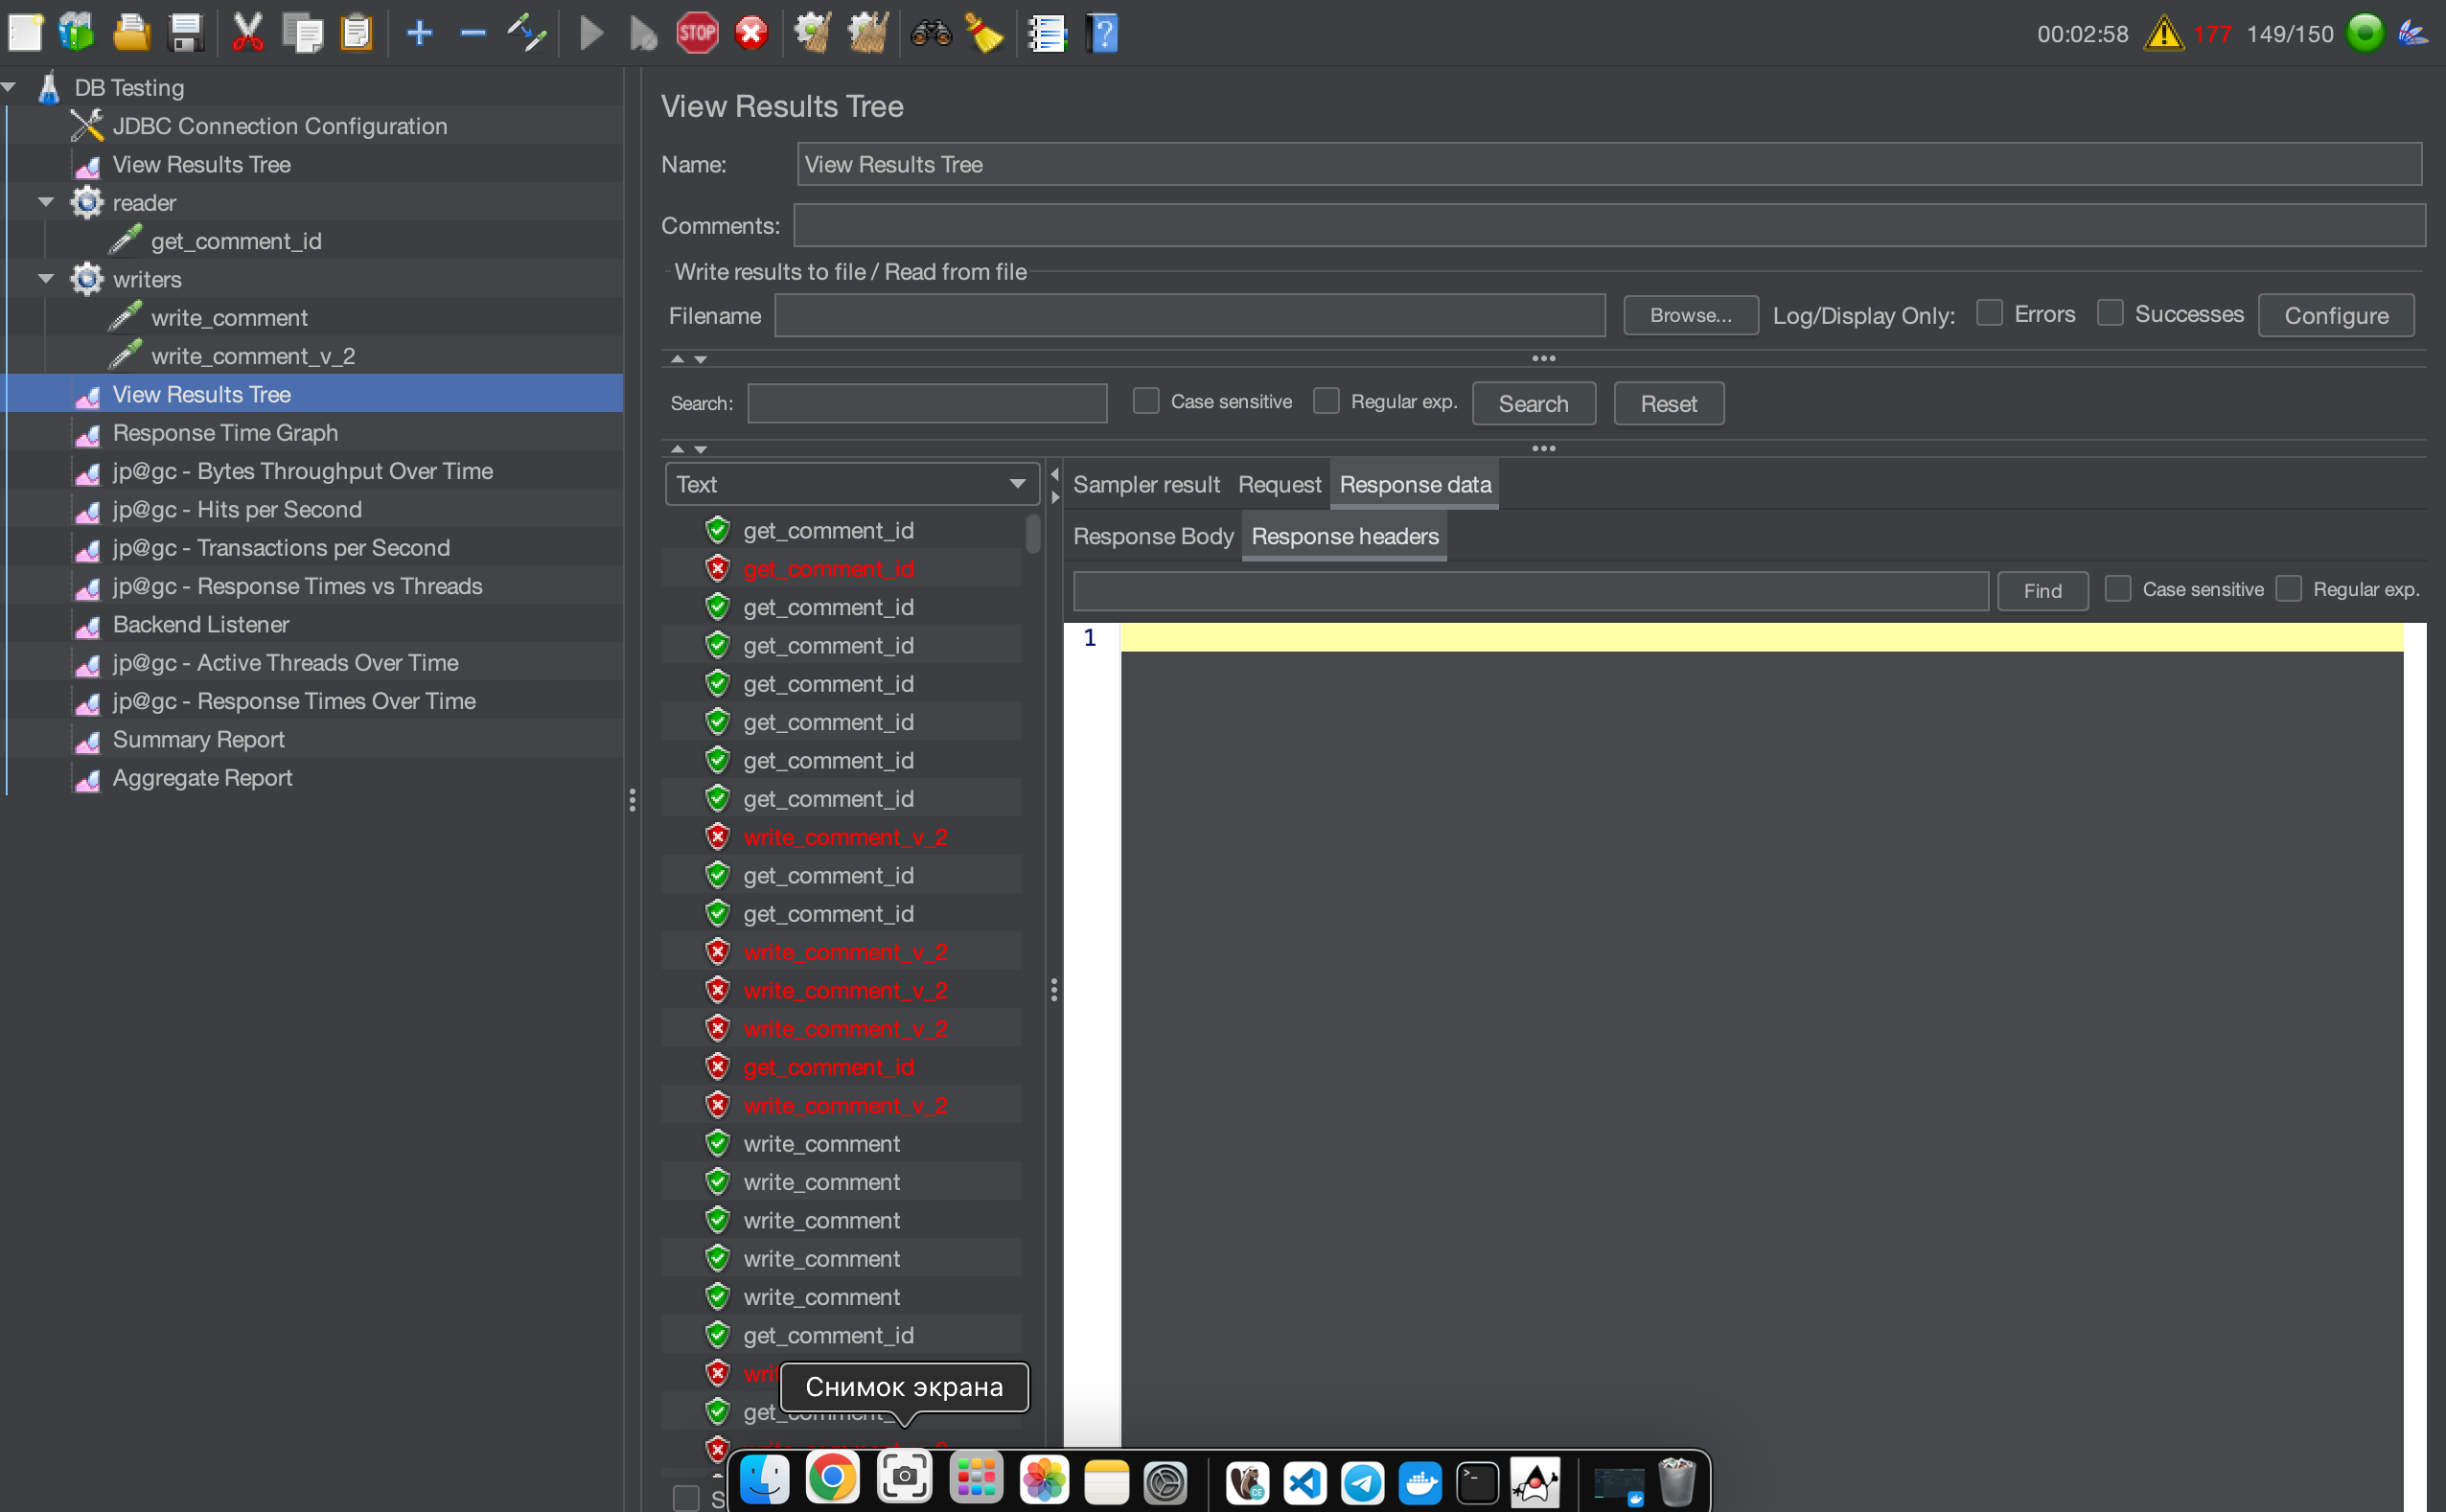 STOP
00:02:58 177 149/150
DB Testing
JDBC Connection Configuration
View Results Tree
reader
get_comment_id
writers
write_comment
write_comment_v_2
View Results Tree
Response Time Graph
jp@gc - Bytes Throughput Over Time
jp@gc - Hits per Second
jp@gc - Transactions per Second
jp@gc - Response Times vs Threads
Backend Listener
jp@gc - Active Threads Over Time
jp@gc - Response Times Over Time
Summary Report
Aggregate Report
View Results Tree
Name: View Results Tree
Comments:
Write results to file / Read from file
Filename Browse... Log/Display Only: Errors Successes Configure
Search: Case sensitive Regular exp. Search Reset
Text
get_comment_id
get_comment_id
get_comment_id
get_comment_id
get_comment_id
get_comment_id
get_comment_id
get_comment_id
write_comment_v_2
get_comment_id
get_comment_id
write_comment_v_2
write_comment_v_2
write_comment_v_2
get_comment_id
write_comment_v_2
write_comment
write_comment
write_comment
write_comment
write_comment
get_comment_id
Снимок экрана
Sampler result Request Response data
Response Body Response headers
Find Case sensitive Regular exp.
1